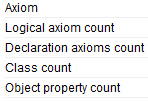 Axiom
Logical axiom count
Declaration axioms count
Class count
Object property count